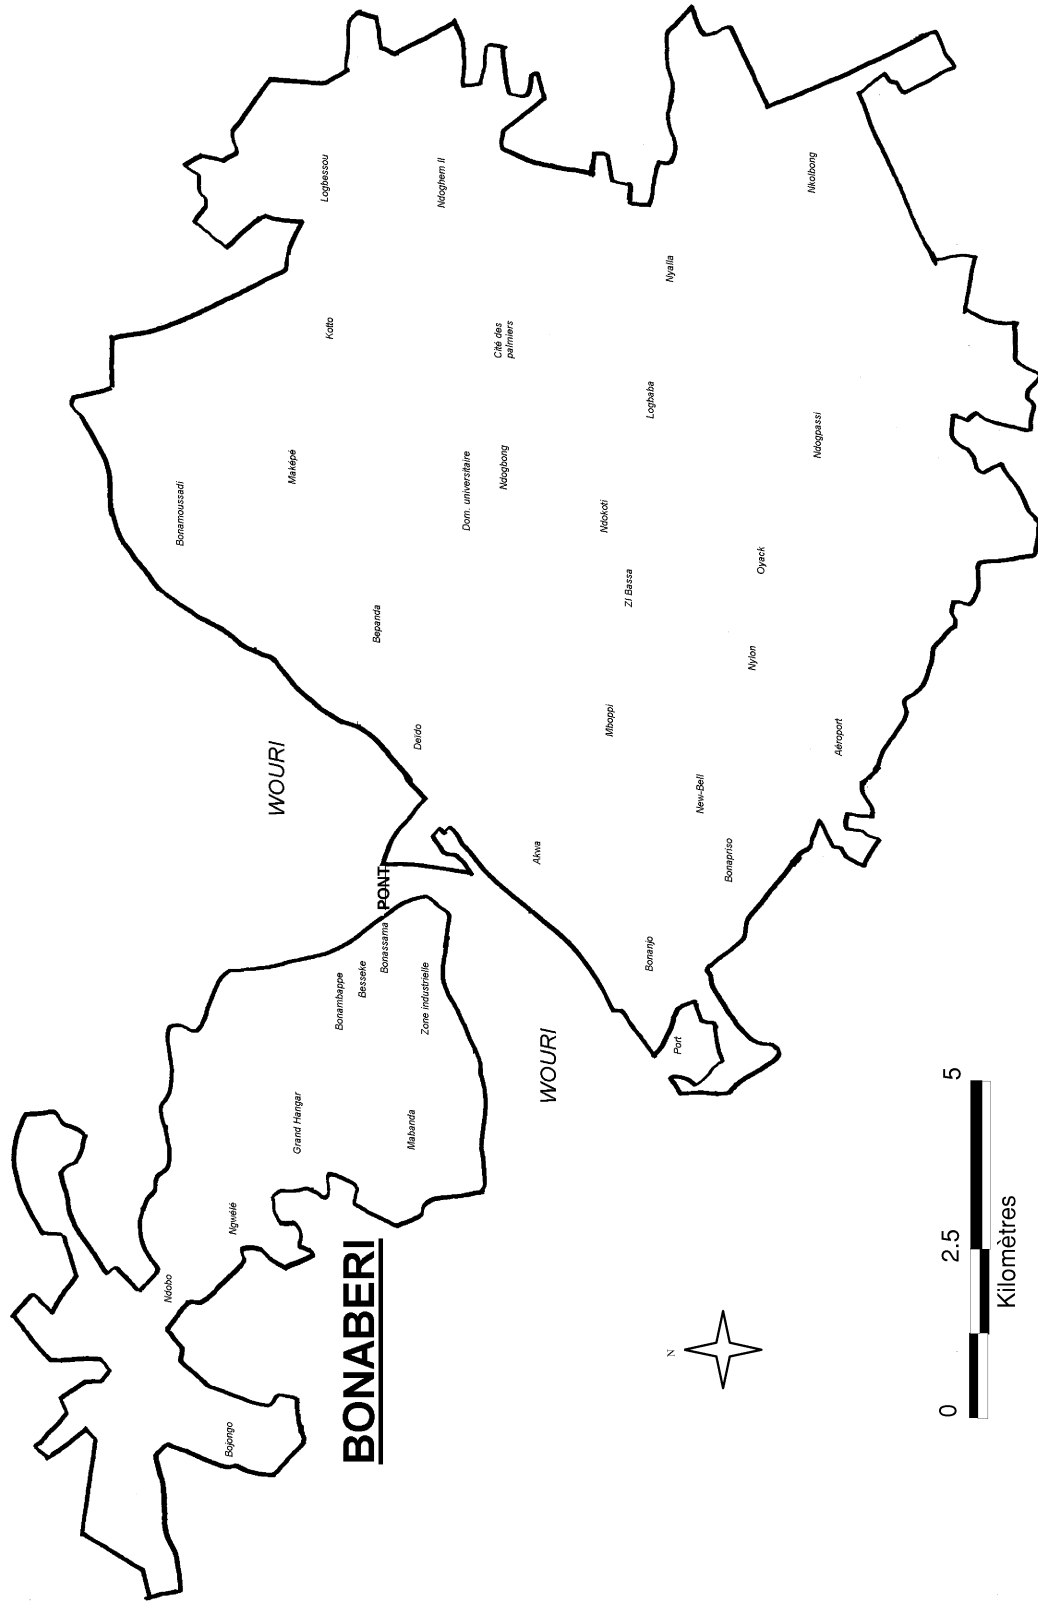 Bonamoussadi
Logbessou
WOURI
Maképé
Kotto
Ndobo
Bepanda
Bojongo
Ngwélé
PONT
Deido
Ndoghem II
Grand Hangar
Bonambappe
Besseke
Bonassama
Dom. universitaire
Ndogbong
Cité des
palmiers
BONABERI
Mabanda
Zone industrielle
Akwa
WOURI
Ndokoti
Mboppi
ZI Bassa
Logbaba
Nyalla
Bonanjo
Port
New-Bell
Bonapriso
Nylon
Oyack
N
Aéroport
Ndogpassi
Nkolbong
0
2.5
5
Kilomètres